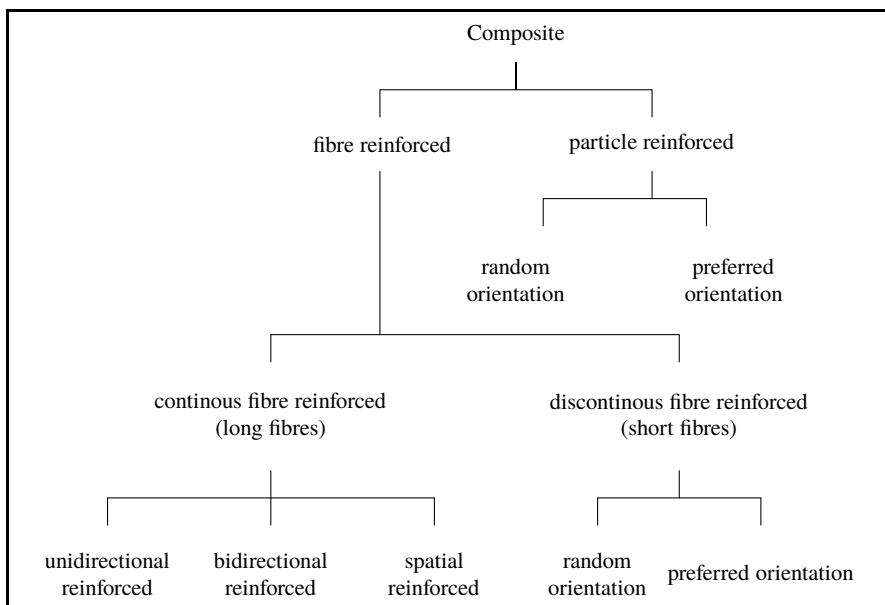 Composite
fibre reinforced
particle reinforced
random
orientation
preferred
orientation
continous fibre reinforced
(long fibres)
discontinous fibre reinforced
(short fibres)
unidirectional
reinforced
bidirectional
reinforced
spatial
reinforced
random
orientation
preferred orientation